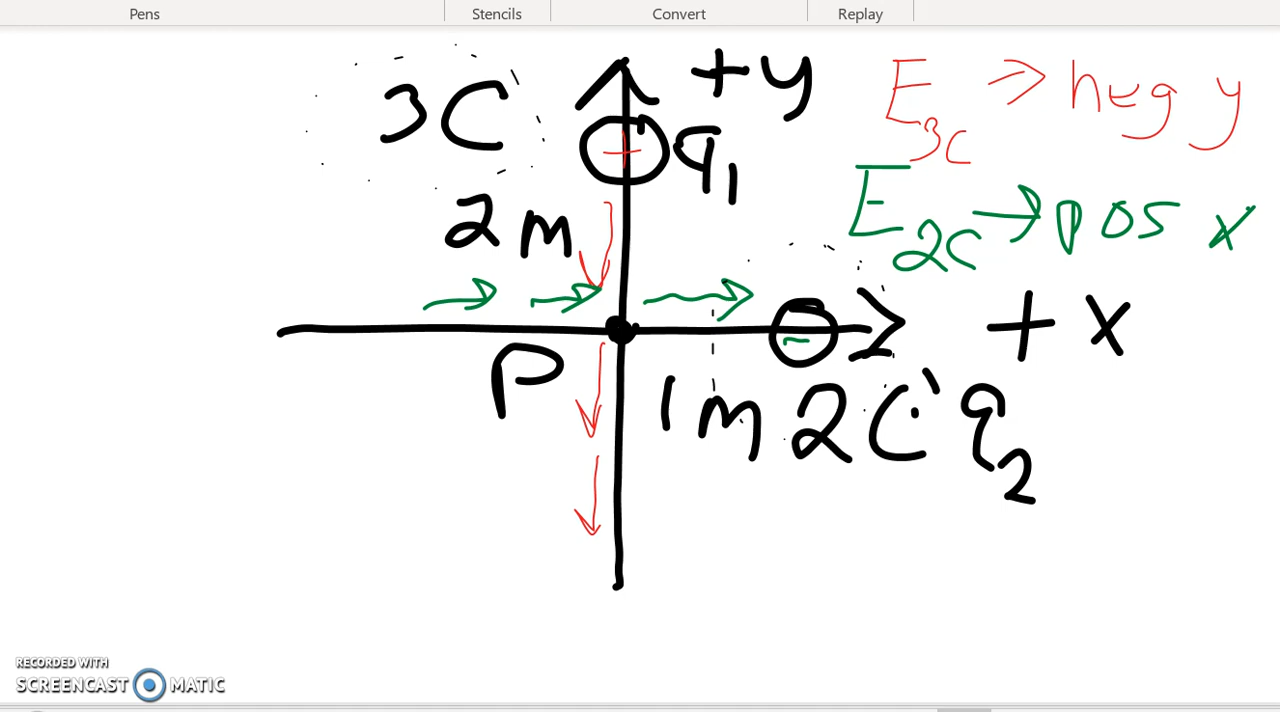 Pens Stencils Convert Replay
3C +y E3C → neg y
q1
2m E2C → pos x
+ x
P 1m 2C q2
RECORDED WITH
SCREENCAST MATIC